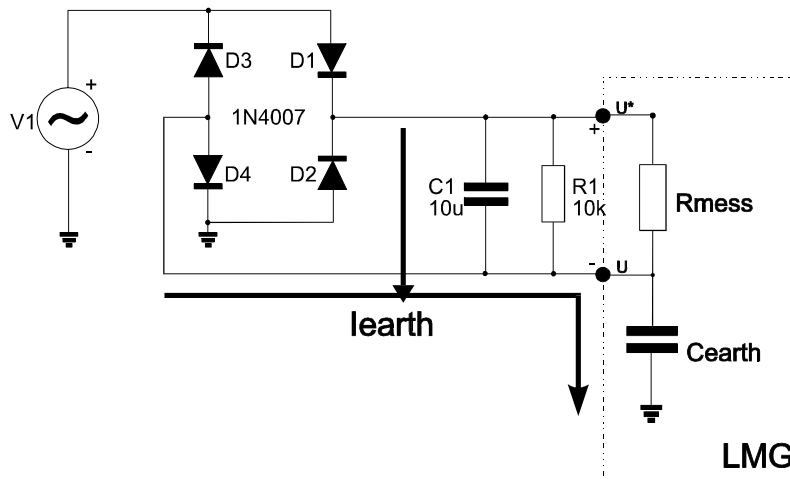 D3
D1
+
V1
1N4007
U*
+
-
D4
D2
C1
10u
R1
10k
Rmess
-
U
Iearth
Cearth
LMG